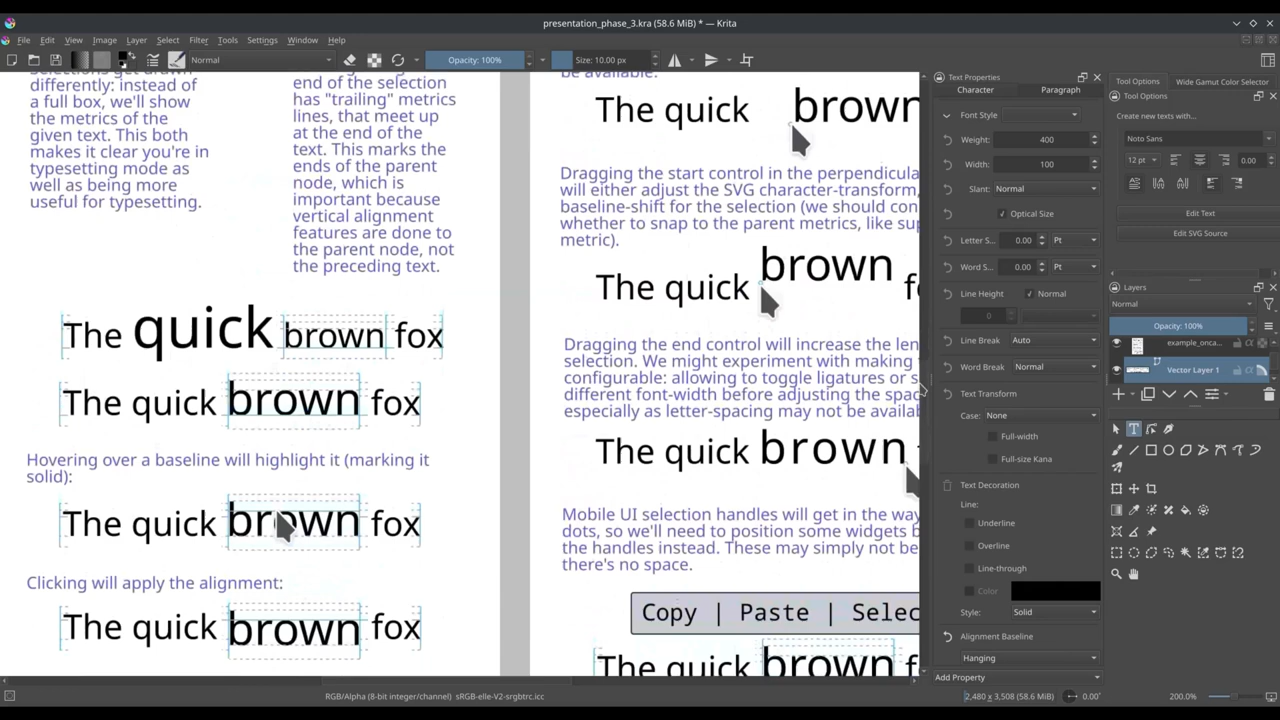 presentation_phase_3.kra (58.6 MiB) * — Krita
File Edit View Image Layer Select Filter Tools Settings Window Help
Normal
Opacity: 100%
Size: 10.00 px
Selections get drawn
differently: instead of
a full box, we'll show
the metrics of the
given text. This both
makes it clear you're in
typesetting mode as
well as being more
useful for typesetting.
end of the selection
has "trailing" metrics
lines, that meet up
at the end of the
text. This marks the
ends of the parent
node, which is
important because
vertical alignment
features are done to
the parent node, not
the preceding text.
The quick brown fox
The quick brown fox
Hovering over a baseline will highlight it (marking it
solid):
The quick brown fox
Clicking will apply the alignment:
The quick brown fox
be available.
The quick brown
Dragging the start control in the perpendicula
will either adjust the SVG character-transform,
baseline-shift for the selection (we should con
whether to snap to the parent metrics, like sup
metric).
The quick brown fo
Dragging the end control will increase the len
selection. We might experiment with making
configurable: allowing to toggle ligatures or s
different font-width before adjusting the spac
especially as letter-spacing may not be availab
The quick brown
Mobile UI selection handles will get in the way
dots, so we'll need to position some widgets b
the handles instead. These may simply not be
there's no space.
Copy | Paste | Selec
The quick brown f
Text Properties
Character Paragraph
Font Style
Weight: 400
Width: 100
Slant: Normal
Optical Size
Letter S... 0.00 Pt
Word S... 0.00 Pt
Line Height Normal
0
Line Break Auto
Word Break Normal
Text Transform
Case: None
Full-width
Full-size Kana
Text Decoration
Line:
Underline
Overline
Line-through
Color
Style: Solid
Alignment Baseline
Hanging
Add Property
Tool Options Wide Gamut Color Selector
Tool Options
Create new texts with...
Noto Sans
12 pt 0.00
Edit Text
Edit SVG Source
Layers
Normal
Opacity: 100%
example_onca...
Vector Layer 1
RGB/Alpha (8-bit integer/channel) sRGB-elle-V2-srgbtrc.icc
2,480 x 3,508 (58.6 MiB)
0.00°
200.0%